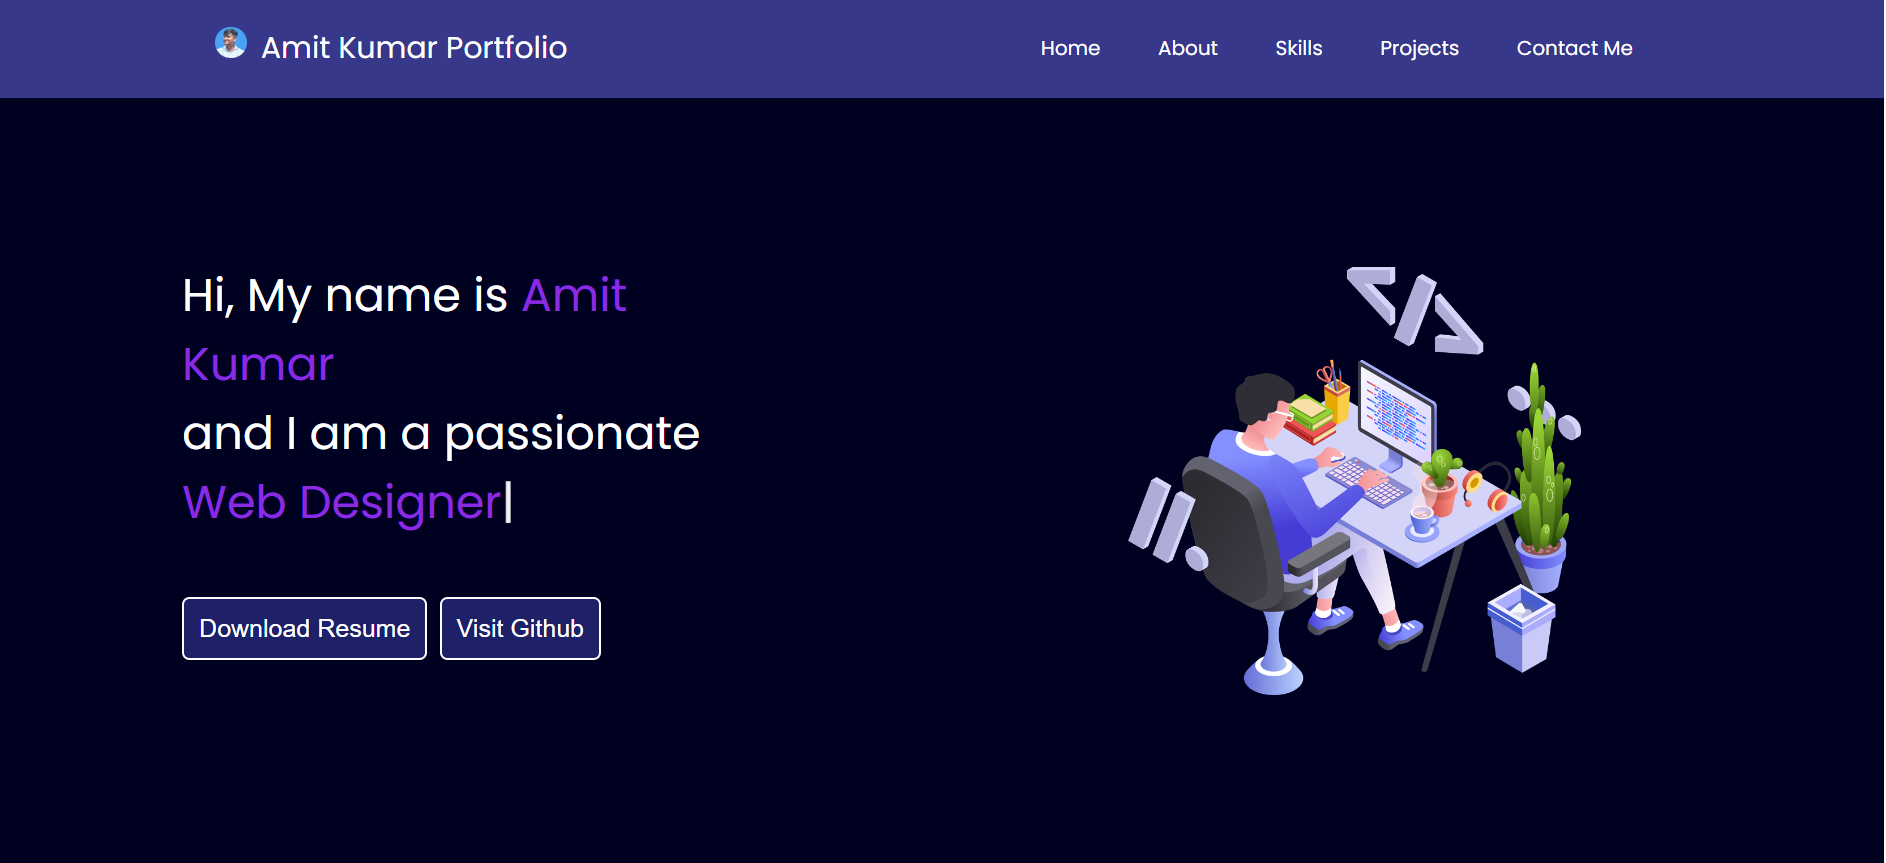 Amit Kumar Portfolio
Home About Skills Projects Contact Me
Hi, My name is Amit
Kumar
and I am a passionate
Web Designer|
Download Resume Visit Github